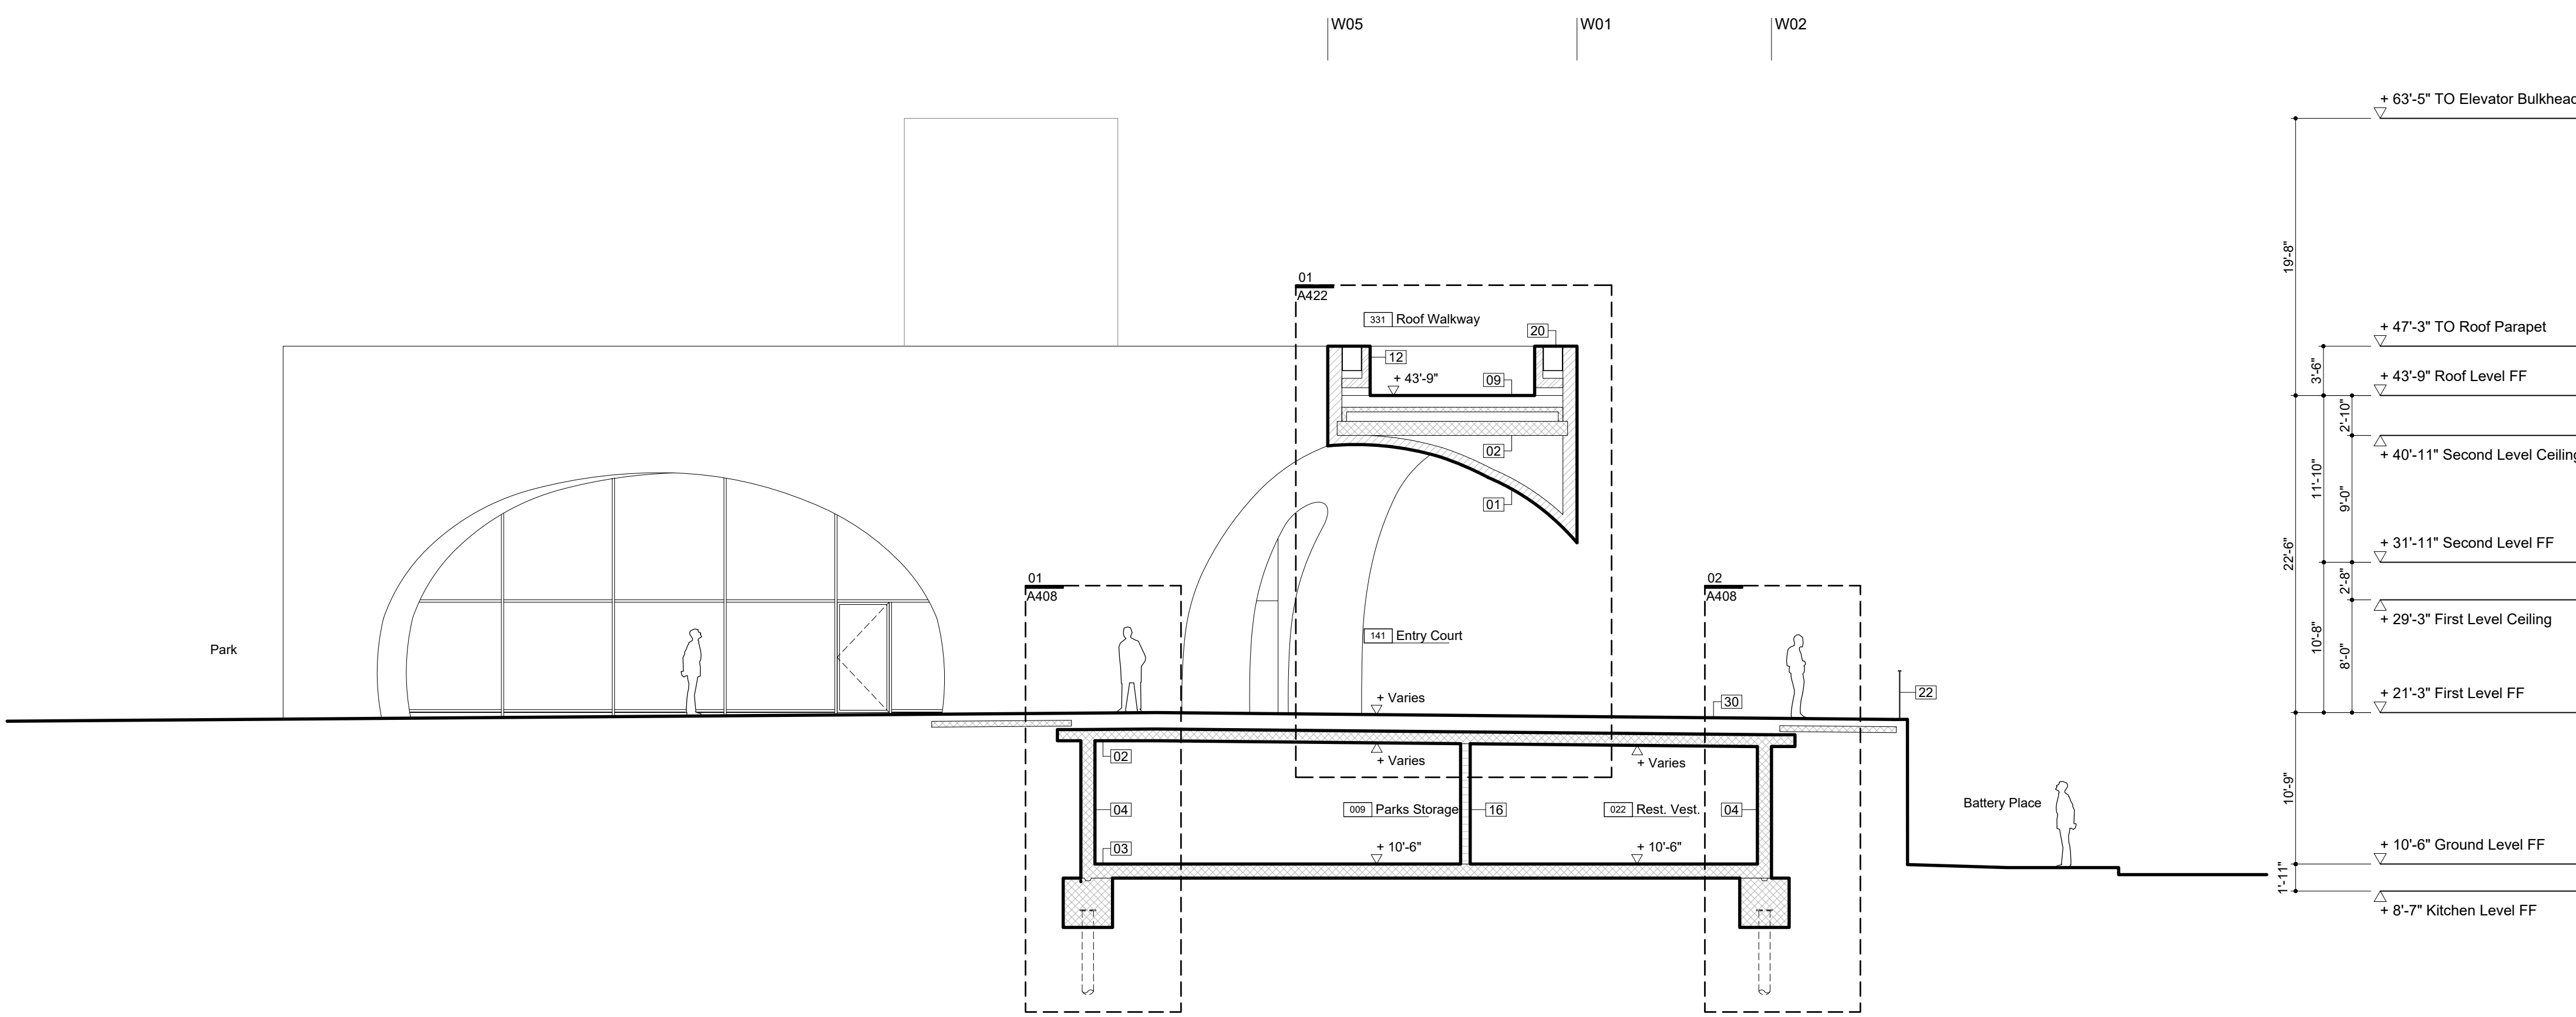 W05
W01
W02
+ 63'-5" TO Elevator Bulkhead
19'-8"
01
A422
331 Roof Walkway
20
12
+ 47'-3" TO Roof Parapet
3'-6"
+ 43'-9"
09
+ 43'-9" Roof Level FF
2'-10"
02
+ 40'-11" Second Level Ceiling
11'-10"
9'-0"
01
22'-6"
+ 31'-11" Second Level FF
2'-8"
01
A408
02
A408
+ 29'-3" First Level Ceiling
Park
141 Entry Court
10'-8"
8'-0"
+ Varies
30
22
+ 21'-3" First Level FF
02
+ Varies
+ Varies
10'-9"
04
009 Parks Storage
16
022 Rest. Vest.
04
Battery Place
03
+ 10'-6"
+ 10'-6"
+ 10'-6" Ground Level FF
1'-11"
+ 8'-7" Kitchen Level FF